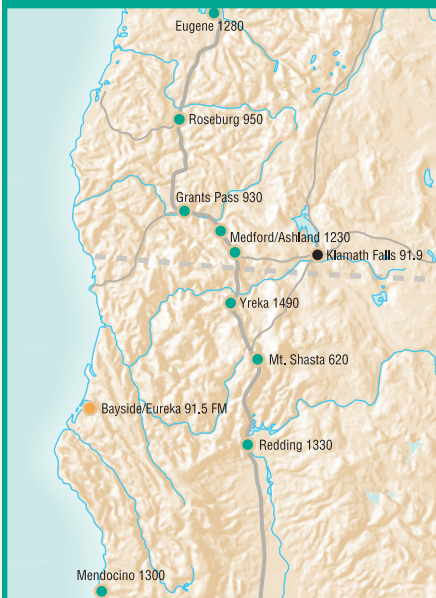 Eugene 1280
Roseburg 950
Grants Pass 930
Medford/Ashland 1230
Klamath Falls 91.9
Yreka 1490
Mt. Shasta 620
Bayside/Eureka 91.5 FM
Redding 1330
Mendocino 1300